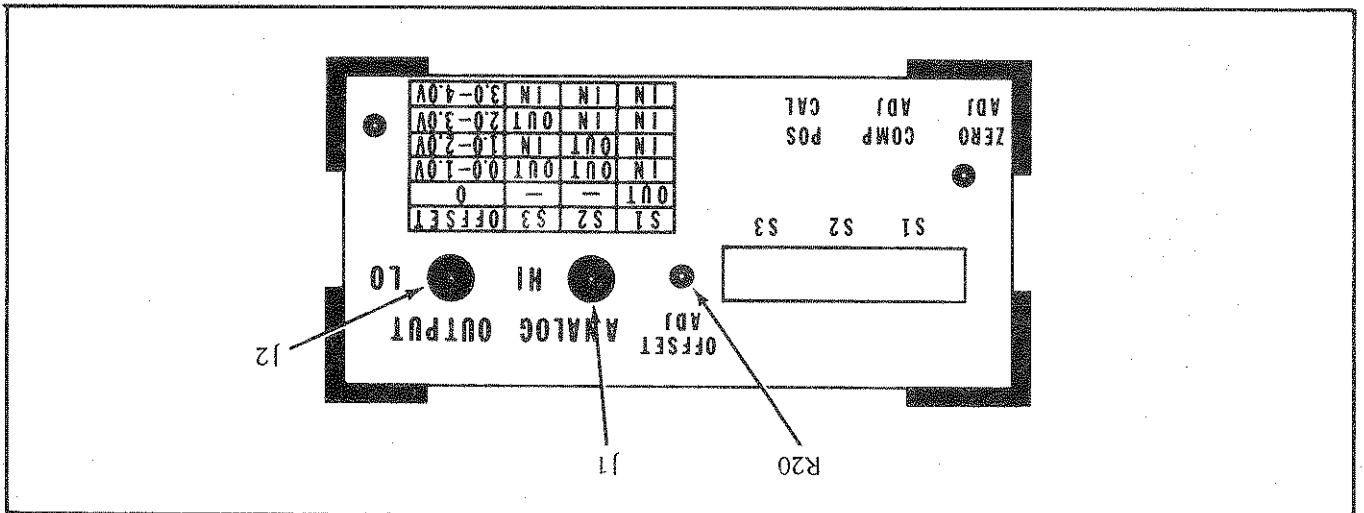 R20
J1
J2
OFFSET
ADJ
ANALOG OUTPUT
HI
LO
S1 S2 S3
S1 S2 S3 OFFSET
OUT — — 0
IN OUT OUT 0.0–1.0V
IN OUT IN 1.0–2.0V
IN IN OUT 2.0–3.0V
IN IN IN 3.0–4.0V
ZERO COMP POS
ADJ ADJ CAL